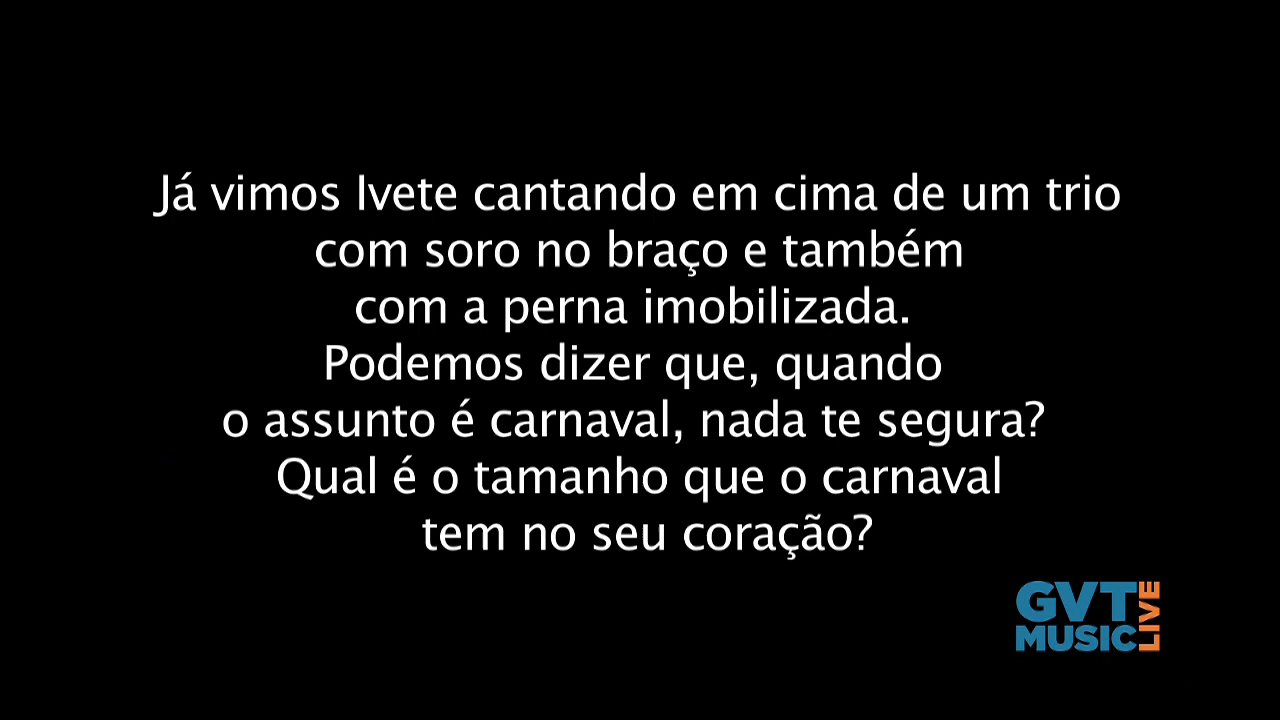 Já vimos Ivete cantando em cima de um trio
com soro no braço e também
com a perna imobilizada.
Podemos dizer que, quando
o assunto é carnaval, nada te segura?
Qual é o tamanho que o carnaval
tem no seu coração?
GVT
MUSIC
LIVE